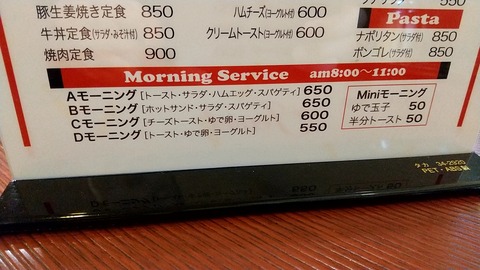 豚生姜焼き定食 850
牛丼定食(サラダ・みそ汁付) 850
焼肉定食 900
ハムチーズ(ヨーグルト付) 600
クリームトースト(ヨーグルト付) 600
Pasta
ナポリタン(サラダ付) 850
ボンゴレ(サラダ付) 850
Morning Service am8:00〜11:00
Aモーニング [トースト・サラダ・ハムエッグ・スパゲティ] 650
Bモーニング [ホットサンド・サラダ・スパゲティ] 650
Cモーニング [チーズトースト・ゆで卵・ヨーグルト] 600
Dモーニング [トースト・ゆで卵・ヨーグルト] 550
Miniモーニング
ゆで玉子 50
半分トースト 50
タカ 34-2920
PET・ABS製